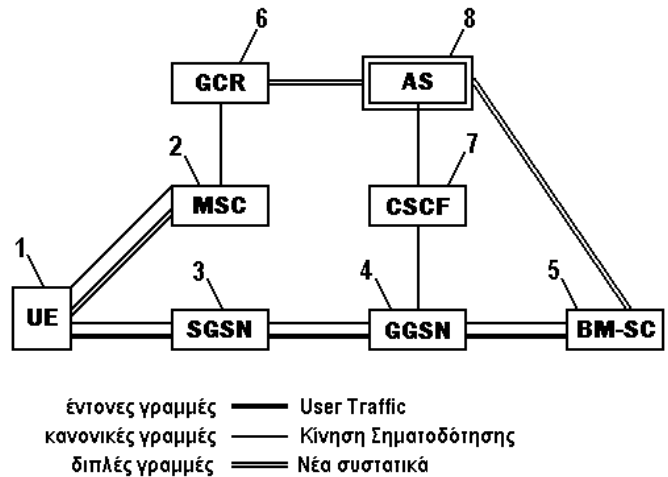 6
8
GCR
AS
2
7
MSC
CSCF
1
3
4
5
UE
SGSN
GGSN
BM-SC
έντονες γραμμές User Traffic
κανονικές γραμμές Κίνηση Σηματοδότησης
διπλές γραμμές Νέα συστατικά